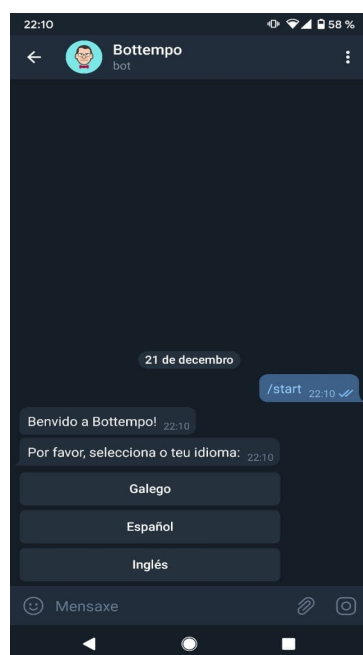 22:10
58 %
Bottempo
bot
21 de decembro
/start 22:10
Benvido a Bottempo! 22:10
Por favor, selecciona o teu idioma: 22:10
Galego
Español
Inglés
Mensaxe